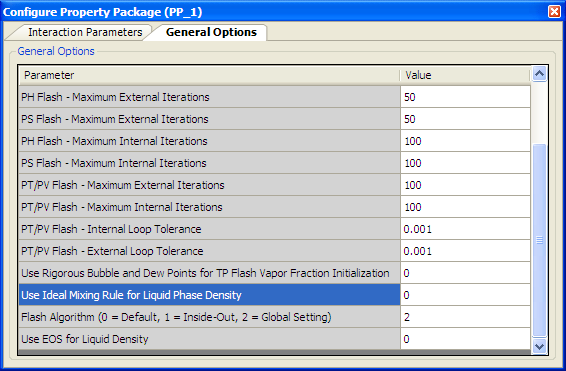 Configure Property Package (PP_1)
Interaction Parameters General Options
General Options
Parameter Value
PH Flash - Maximum External Iterations 50
PS Flash - Maximum External Iterations 50
PH Flash - Maximum Internal Iterations 100
PS Flash - Maximum Internal Iterations 100
PT/PV Flash - Maximum External Iterations 100
PT/PV Flash - Maximum Internal Iterations 100
PT/PV Flash - Internal Loop Tolerance 0.001
PT/PV Flash - External Loop Tolerance 0.001
Use Rigorous Bubble and Dew Points for TP Flash Vapor Fraction Initialization 0
Use Ideal Mixing Rule for Liquid Phase Density 0
Flash Algorithm (0 = Default, 1 = Inside-Out, 2 = Global Setting) 2
Use EOS for Liquid Density 0